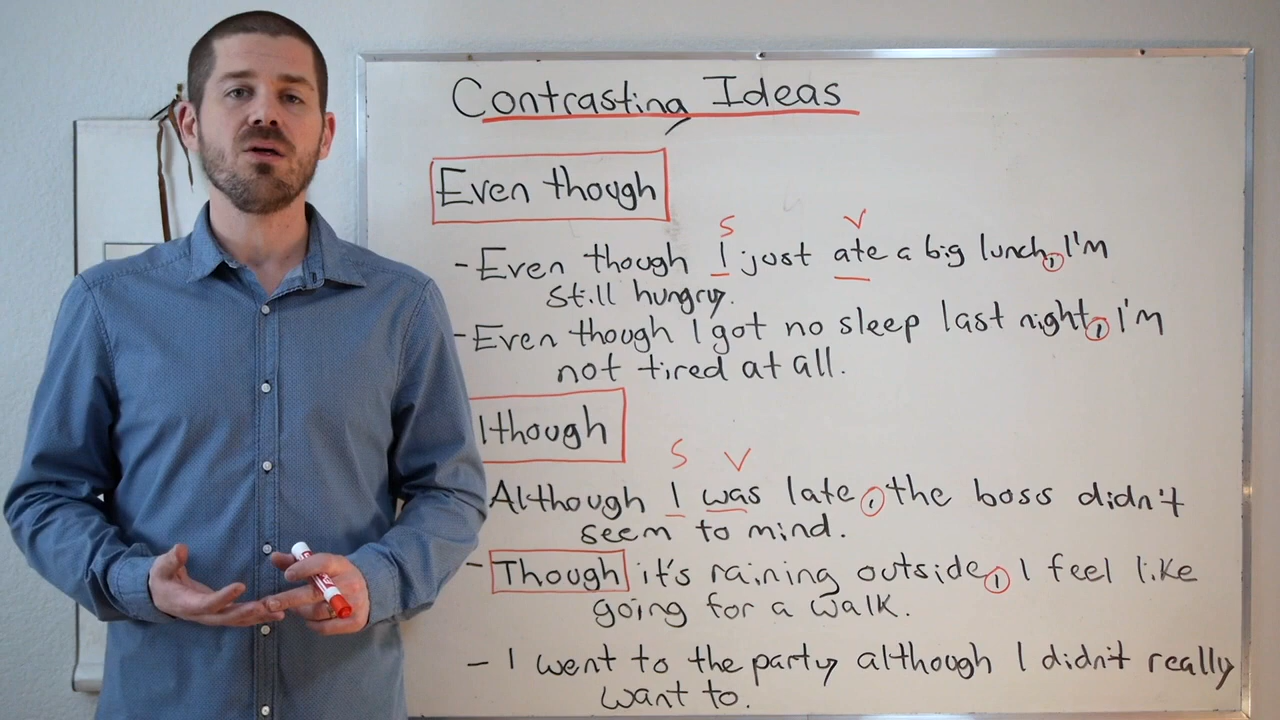 Contrasting Ideas
Even though
S V
- Even though I just ate a big lunch, I'm
still hungry.
- Even though I got no sleep last night, I'm
not tired at all.
lthough
S V
Although I was late, the boss didn't
seem to mind.
- Though it's raining outside, I feel like
going for a walk.
- I went to the party although I didn't really
want to.